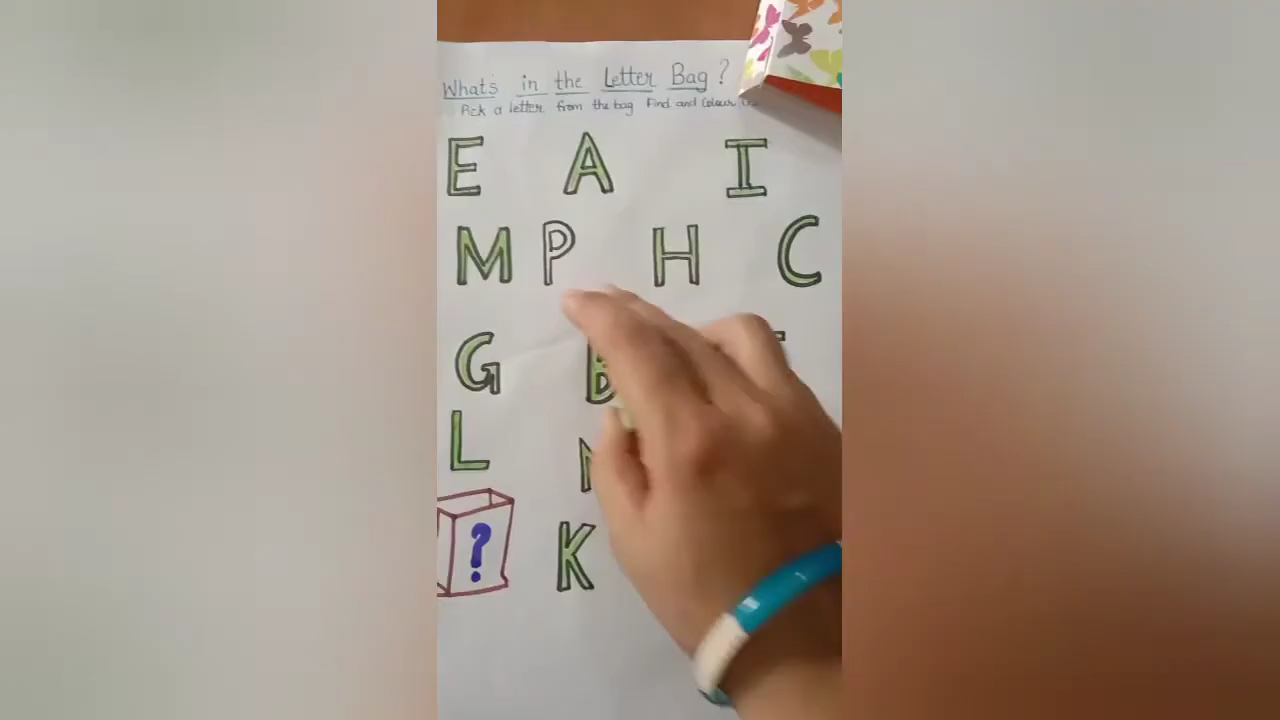 What's in the Letter Bag?
Pick a letter from the bag Find and Colour
E A I
M P H C
G B
L N
? K